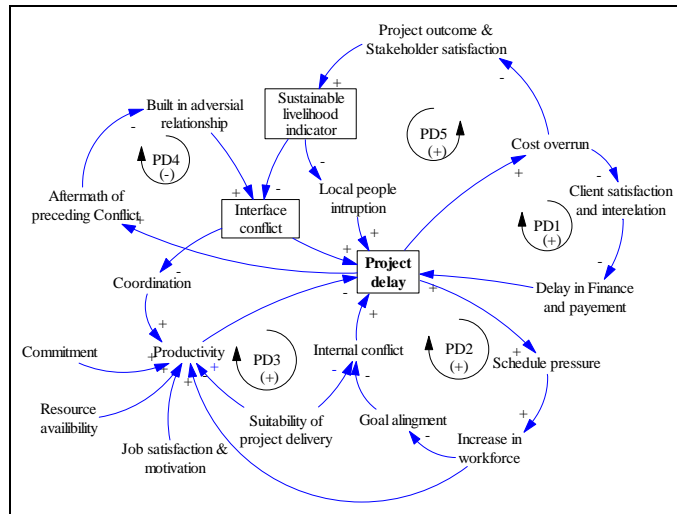 Project outcome &
Stakeholder satisfaction
-
+
Built in adversial
relationship
-
Sustainable
livelihood
indicator
PD5
(+)
-
Cost overrun
-
PD4
(-)
+
Local people
intruption
Client satisfaction
and interelation
-
-
Aftermath of
preceding Conflict
+
+
Interface
conflict
+
+
PD1
(+)
-
Project
delay
Coordination
-
-
+
-
Delay in Finance
and payement
+
+
Commitment
+
Productivity
+
+
+
-
+
PD3
(+)
Internal conflict
-
-
PD2
(+)
+
Schedule pressure
+
Resource
availibility
Suitability of
project delivery
Goal alingment
-
Job satisfaction &
motivation
Increase in
workforce